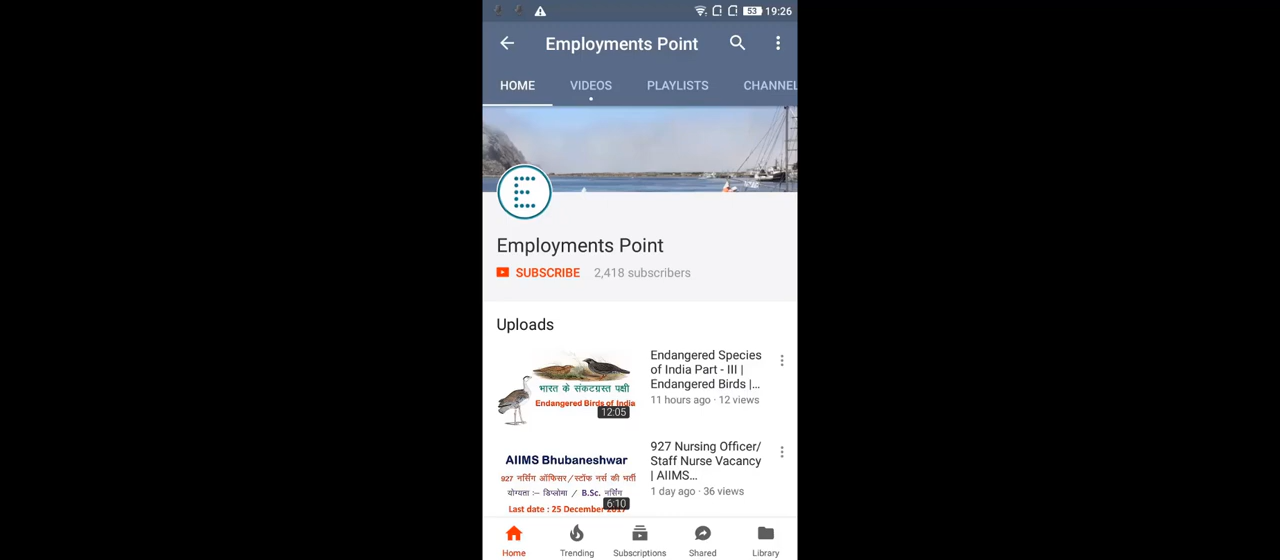 53 19:26
Employments Point
HOME VIDEOS PLAYLISTS CHANNEL
E
Employments Point
SUBSCRIBE 2,418 subscribers
Uploads
भारत के संकटग्रस्त पक्षी
Endangered Birds of India
12:05
Endangered Species
of India Part - III |
Endangered Birds |...
11 hours ago · 12 views
AIIMS Bhubaneshwar
927 नर्सिंग ऑफिसर/स्टॉफ नर्स की भर्ती
योग्यता :– डिप्लोमा / B.Sc. नर्सिंग
Last date : 25 December 2017
6:10
927 Nursing Officer/
Staff Nurse Vacancy
| AIIMS...
1 day ago · 36 views
Home Trending Subscriptions Shared Library